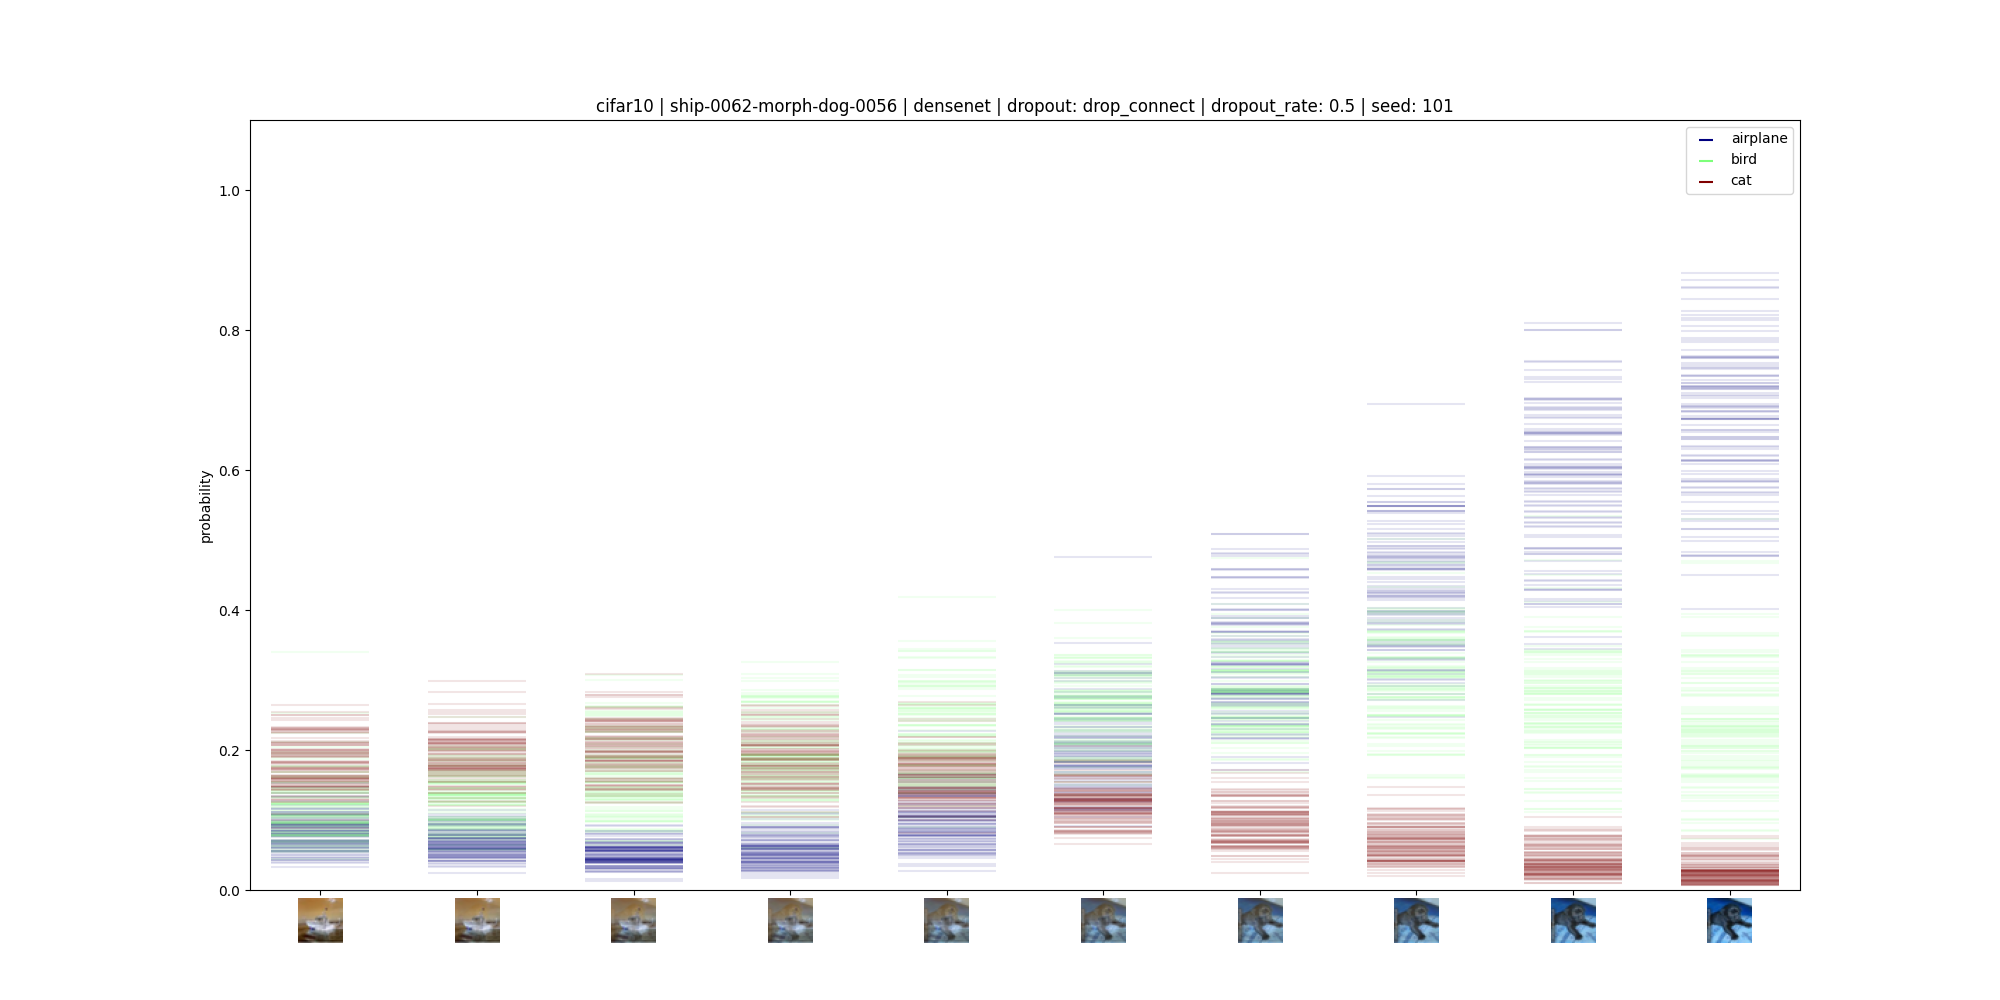 cifar10 | ship-0062-morph-dog-0056 | densenet | dropout: drop_connect | dropout_rate: 0.5 | seed: 101
airplane
bird
cat
1.0
0.8
0.6
0.4
0.2
0.0
probability